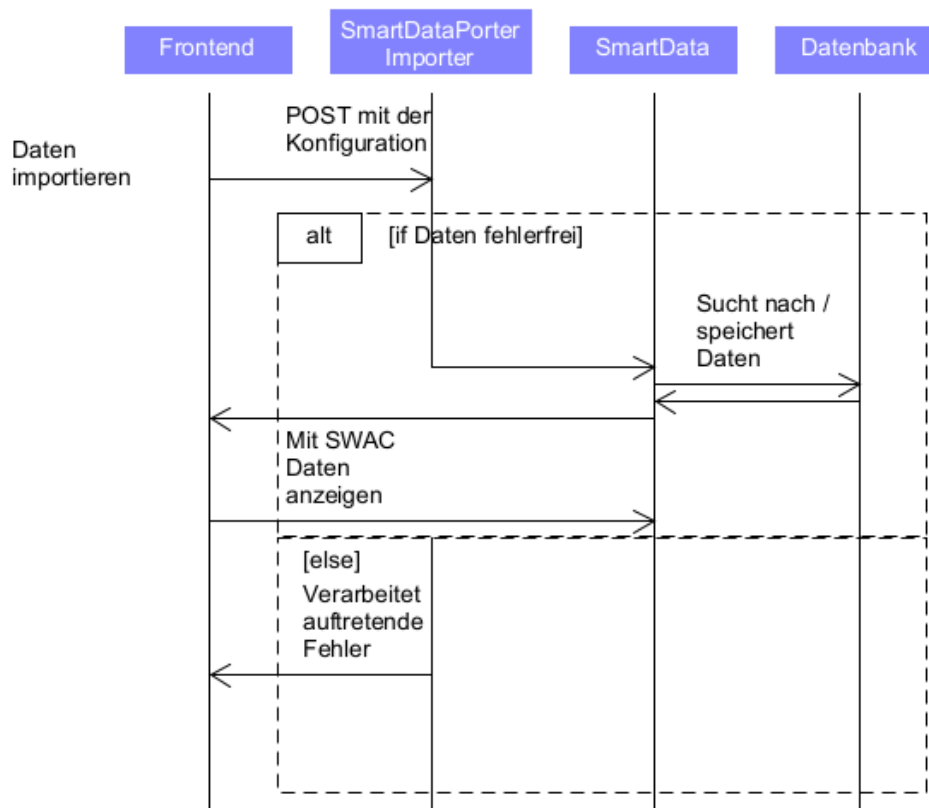 Frontend
SmartDataPorter
Importer
SmartData
Datenbank
POST mit der
Konfiguration
Daten
importieren
alt
[if Daten fehlerfrei]
Sucht nach /
speichert
Daten
Mit SWAC
Daten
anzeigen
[else]
Verarbeitet
auftretende
Fehler